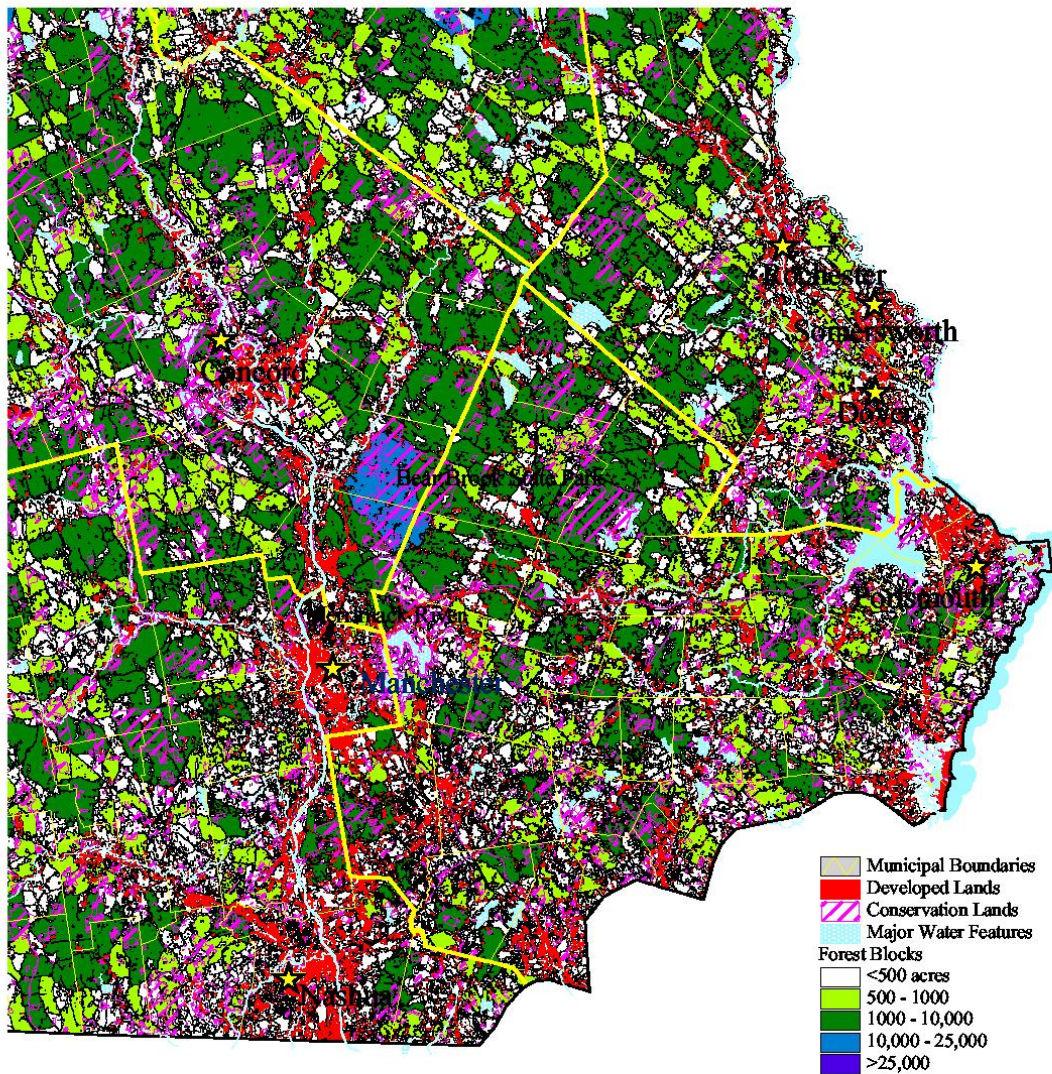 Rochester
Somersworth
Concord
Dover
Bear Brook State Park
Portsmouth
Manchester
Nashua
Municipal Boundaries
Developed Lands
Conservation Lands
Major Water Features
Forest Blocks
<500 acres
500 - 1000
1000 - 10,000
10,000 - 25,000
>25,000